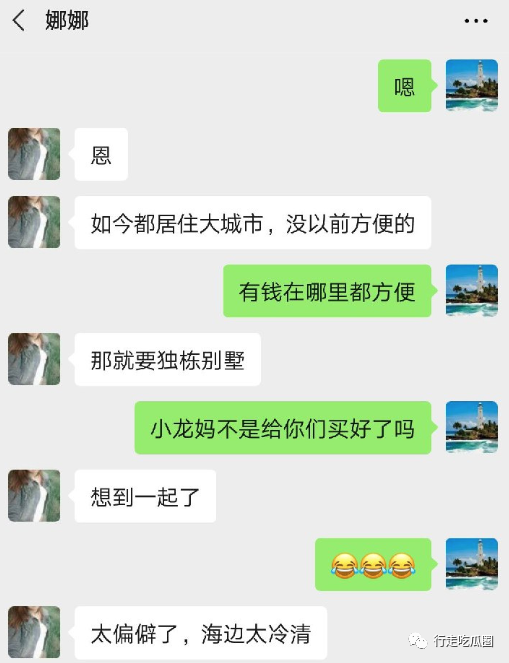 娜娜
嗯
恩
如今都居住大城市，没以前方便的
有钱在哪里都方便
那就要独栋别墅
小龙妈不是给你们买好了吗
想到一起了
😂😂😂
太偏僻了，海边太冷清
行走吃瓜圈